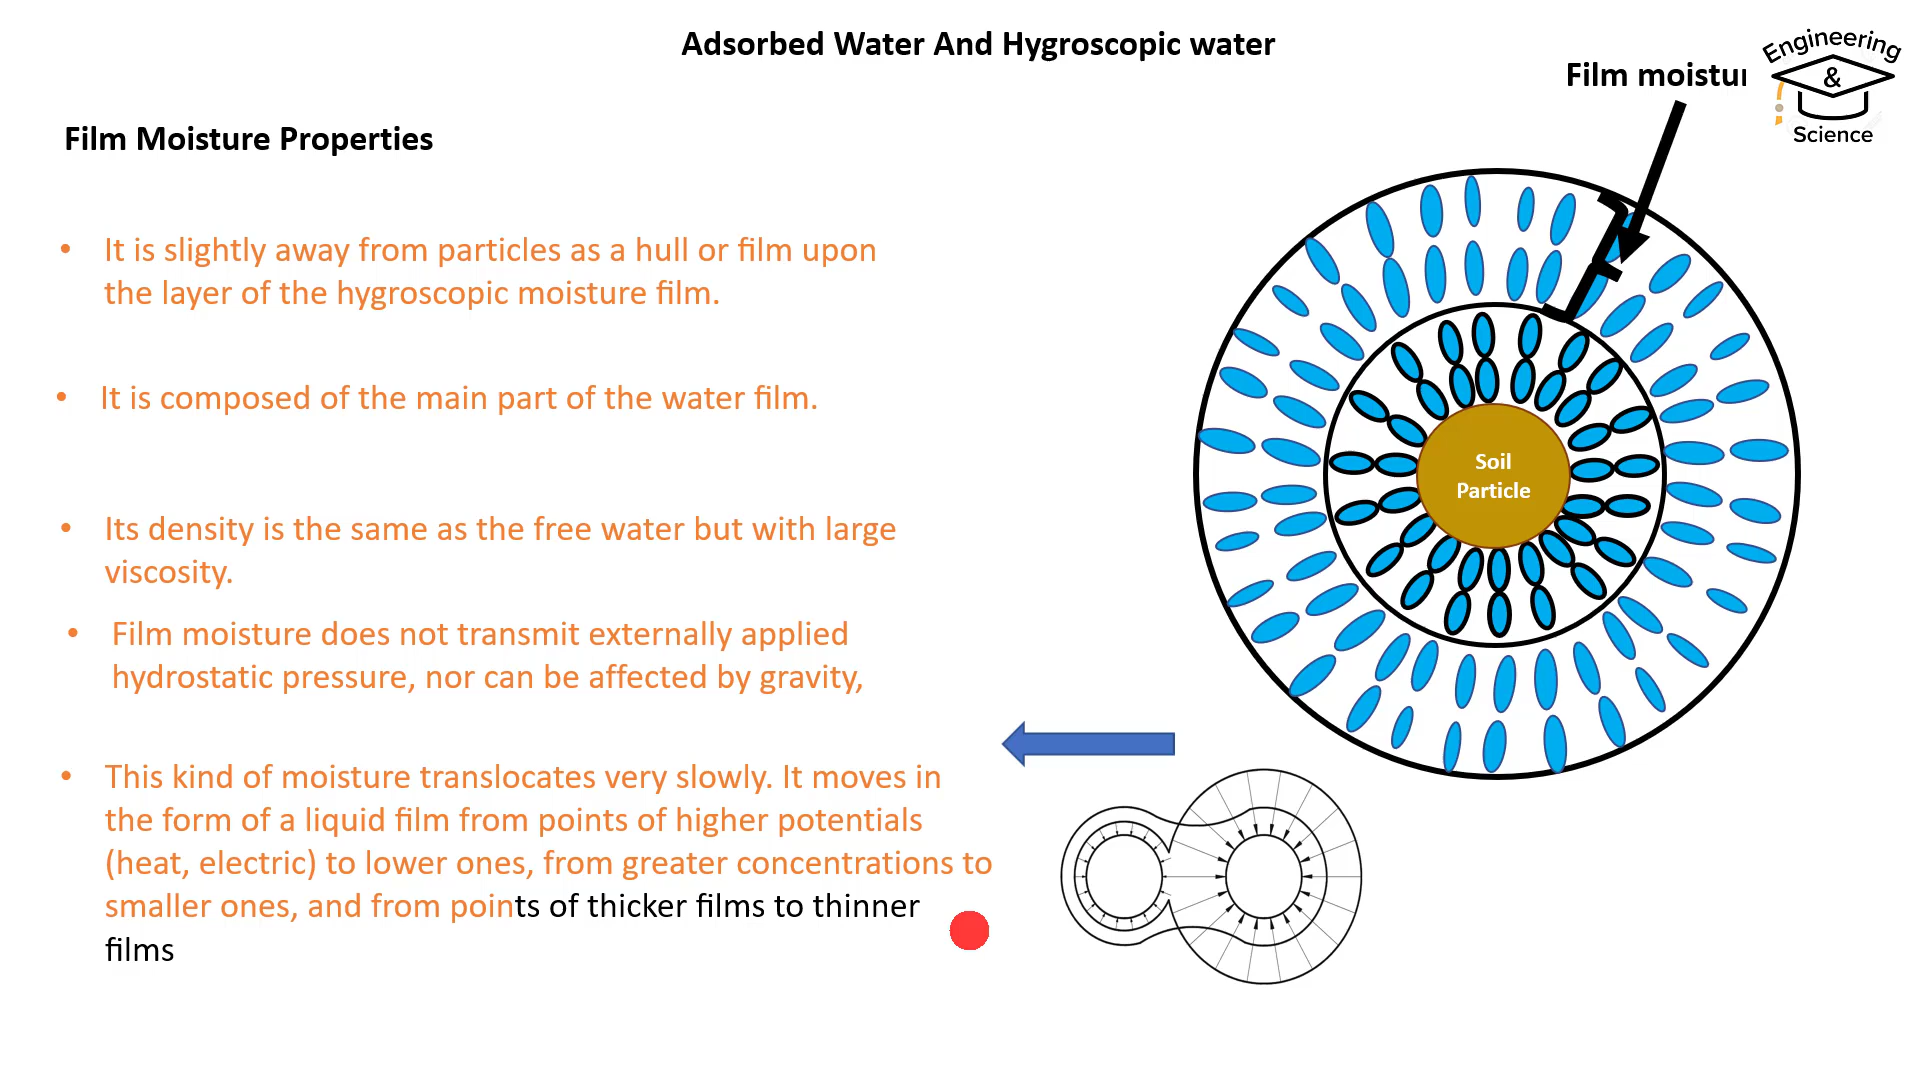 Adsorbed Water And Hygroscopic water
Engineering
&
Science
Film moistur
Film Moisture Properties
• It is slightly away from particles as a hull or film upon
the layer of the hygroscopic moisture film.
• It is composed of the main part of the water film.
• Its density is the same as the free water but with large
viscosity.
• Film moisture does not transmit externally applied
hydrostatic pressure, nor can be affected by gravity,
• This kind of moisture translocates very slowly. It moves in
the form of a liquid film from points of higher potentials
(heat, electric) to lower ones, from greater concentrations to
smaller ones, and from points of thicker films to thinner
films
Soil
Particle